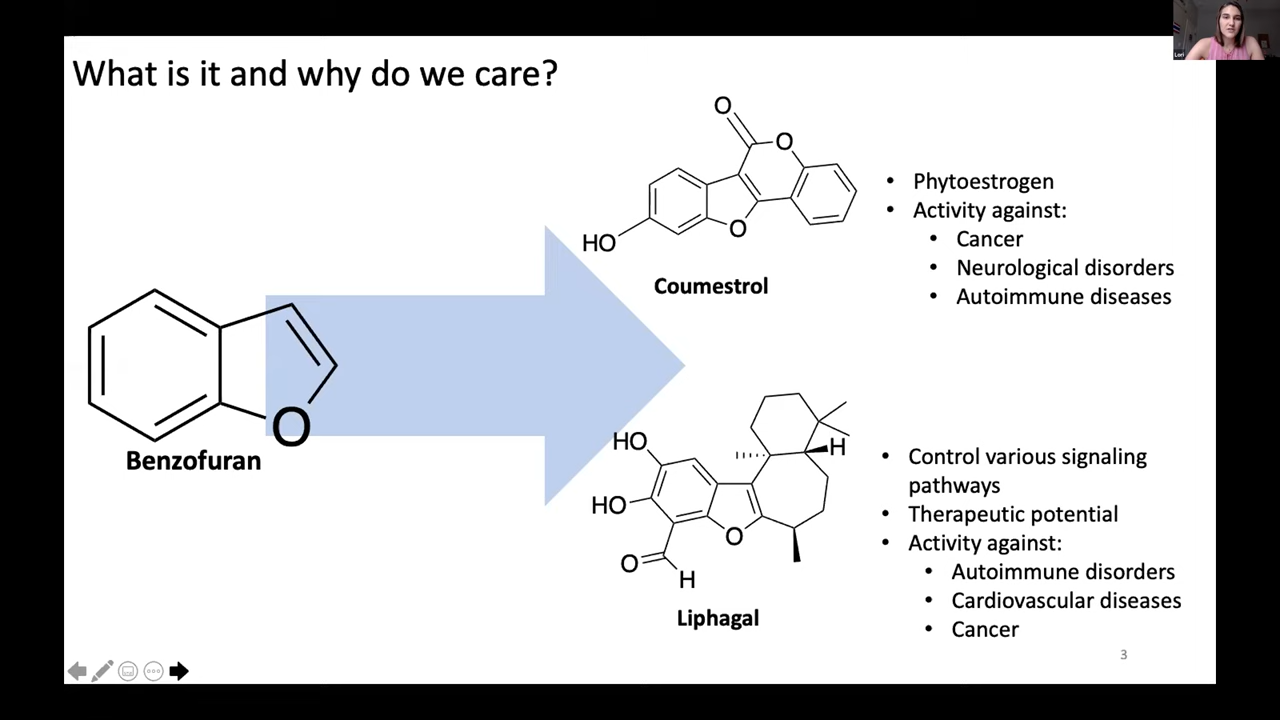 What is it and why do we care?
O
O
O
HO
Coumestrol
• Phytoestrogen
• Activity against:
• Cancer
• Neurological disorders
• Autoimmune diseases
O
Benzofuran
HO
HO
H
O
O
H
Liphagal
• Control various signaling
pathways
• Therapeutic potential
• Activity against:
• Autoimmune disorders
• Cardiovascular diseases
• Cancer
3
Lori